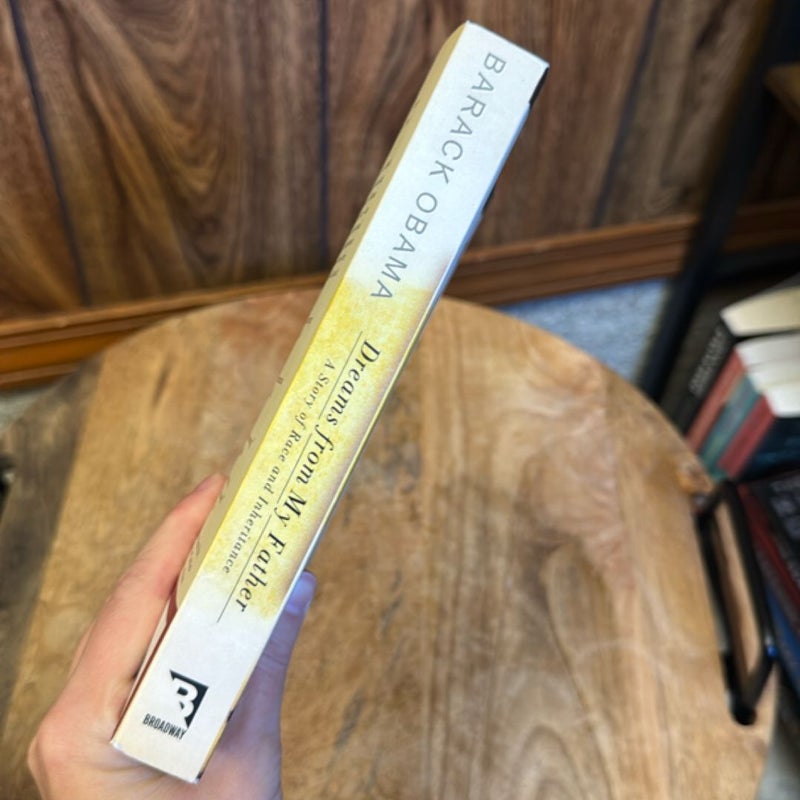 BARACK OBAMA
Dreams from My Father
A Story of Race and Inheritance
B
BROADWAY